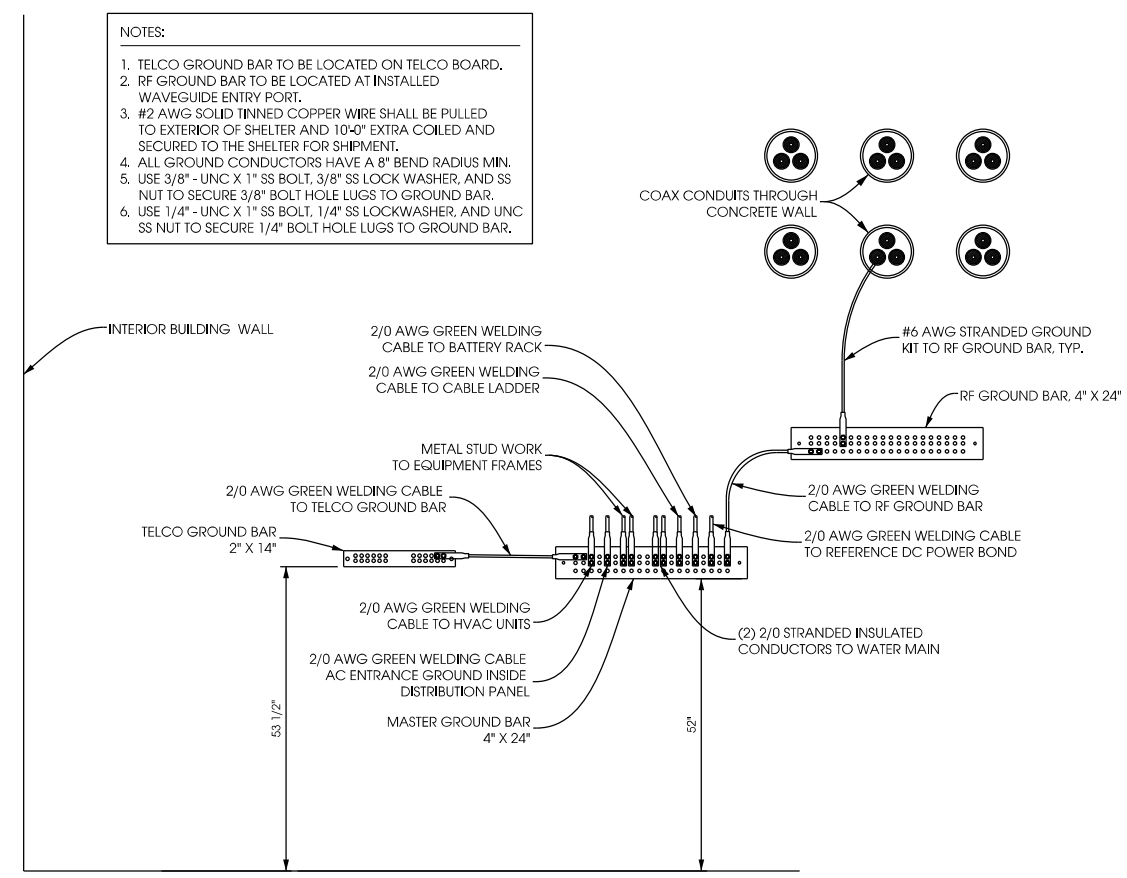 NOTES:
1. TELCO GROUND BAR TO BE LOCATED ON TELCO BOARD.
2. RF GROUND BAR TO BE LOCATED AT INSTALLED
WAVEGUIDE ENTRY PORT.
3. #2 AWG SOLID TINNED COPPER WIRE SHALL BE PULLED
TO EXTERIOR OF SHELTER AND 10'-0" EXTRA COILED AND
SECURED TO THE SHELTER FOR SHIPMENT.
4. ALL GROUND CONDUCTORS HAVE A 8" BEND RADIUS MIN.
5. USE 3/8" - UNC X 1" SS BOLT, 3/8" SS LOCK WASHER, AND SS
NUT TO SECURE 3/8" BOLT HOLE LUGS TO GROUND BAR.
6. USE 1/4" - UNC X 1" SS BOLT, 1/4" SS LOCKWASHER, AND UNC
SS NUT TO SECURE 1/4" BOLT HOLE LUGS TO GROUND BAR.
COAX CONDUITS THROUGH
CONCRETE WALL
INTERIOR BUILDING WALL
2/0 AWG GREEN WELDING
CABLE TO BATTERY RACK
2/0 AWG GREEN WELDING
CABLE TO CABLE LADDER
#6 AWG STRANDED GROUND
KIT TO RF GROUND BAR, TYP.
RF GROUND BAR, 4" X 24"
METAL STUD WORK
TO EQUIPMENT FRAMES
2/0 AWG GREEN WELDING CABLE
TO TELCO GROUND BAR
2/0 AWG GREEN WELDING
CABLE TO RF GROUND BAR
TELCO GROUND BAR
2" X 14"
2/0 AWG GREEN WELDING CABLE
TO REFERENCE DC POWER BOND
2/0 AWG GREEN WELDING
CABLE TO HVAC UNITS
(2) 2/0 STRANDED INSULATED
CONDUCTORS TO WATER MAIN
2/0 AWG GREEN WELDING CABLE
AC ENTRANCE GROUND INSIDE
DISTRIBUTION PANEL
MASTER GROUND BAR
4" X 24"
53 1/2"
52"